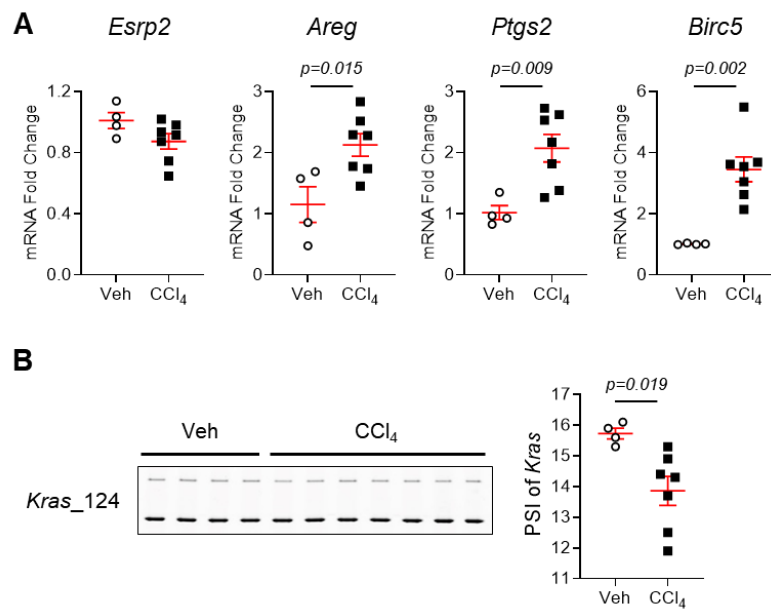 A
Esrp2
Areg
Ptgs2
Birc5
p=0.015
p=0.009
p=0.002
mRNA Fold Change
1.2
0.8
0.4
0.0
Veh
CCl₄
mRNA Fold Change
3
2
1
0
Veh
CCl₄
mRNA Fold Change
3
2
1
0
Veh
CCl₄
mRNA Fold Change
6
4
2
0
Veh
CCl₄
B
Veh
CCl₄
Kras_124
p=0.019
PSI of Kras
17
16
15
14
13
12
11
Veh
CCl₄